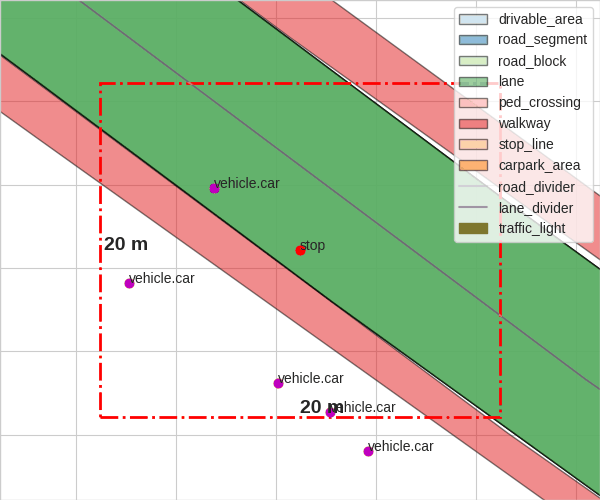 drivable_area
road_segment
road_block
lane
ped_crossing
walkway
stop_line
carpark_area
road_divider
lane_divider
traffic_light
vehicle.car
stop
20 m
vehicle.car
vehicle.car
20 m
vehicle.car
vehicle.car